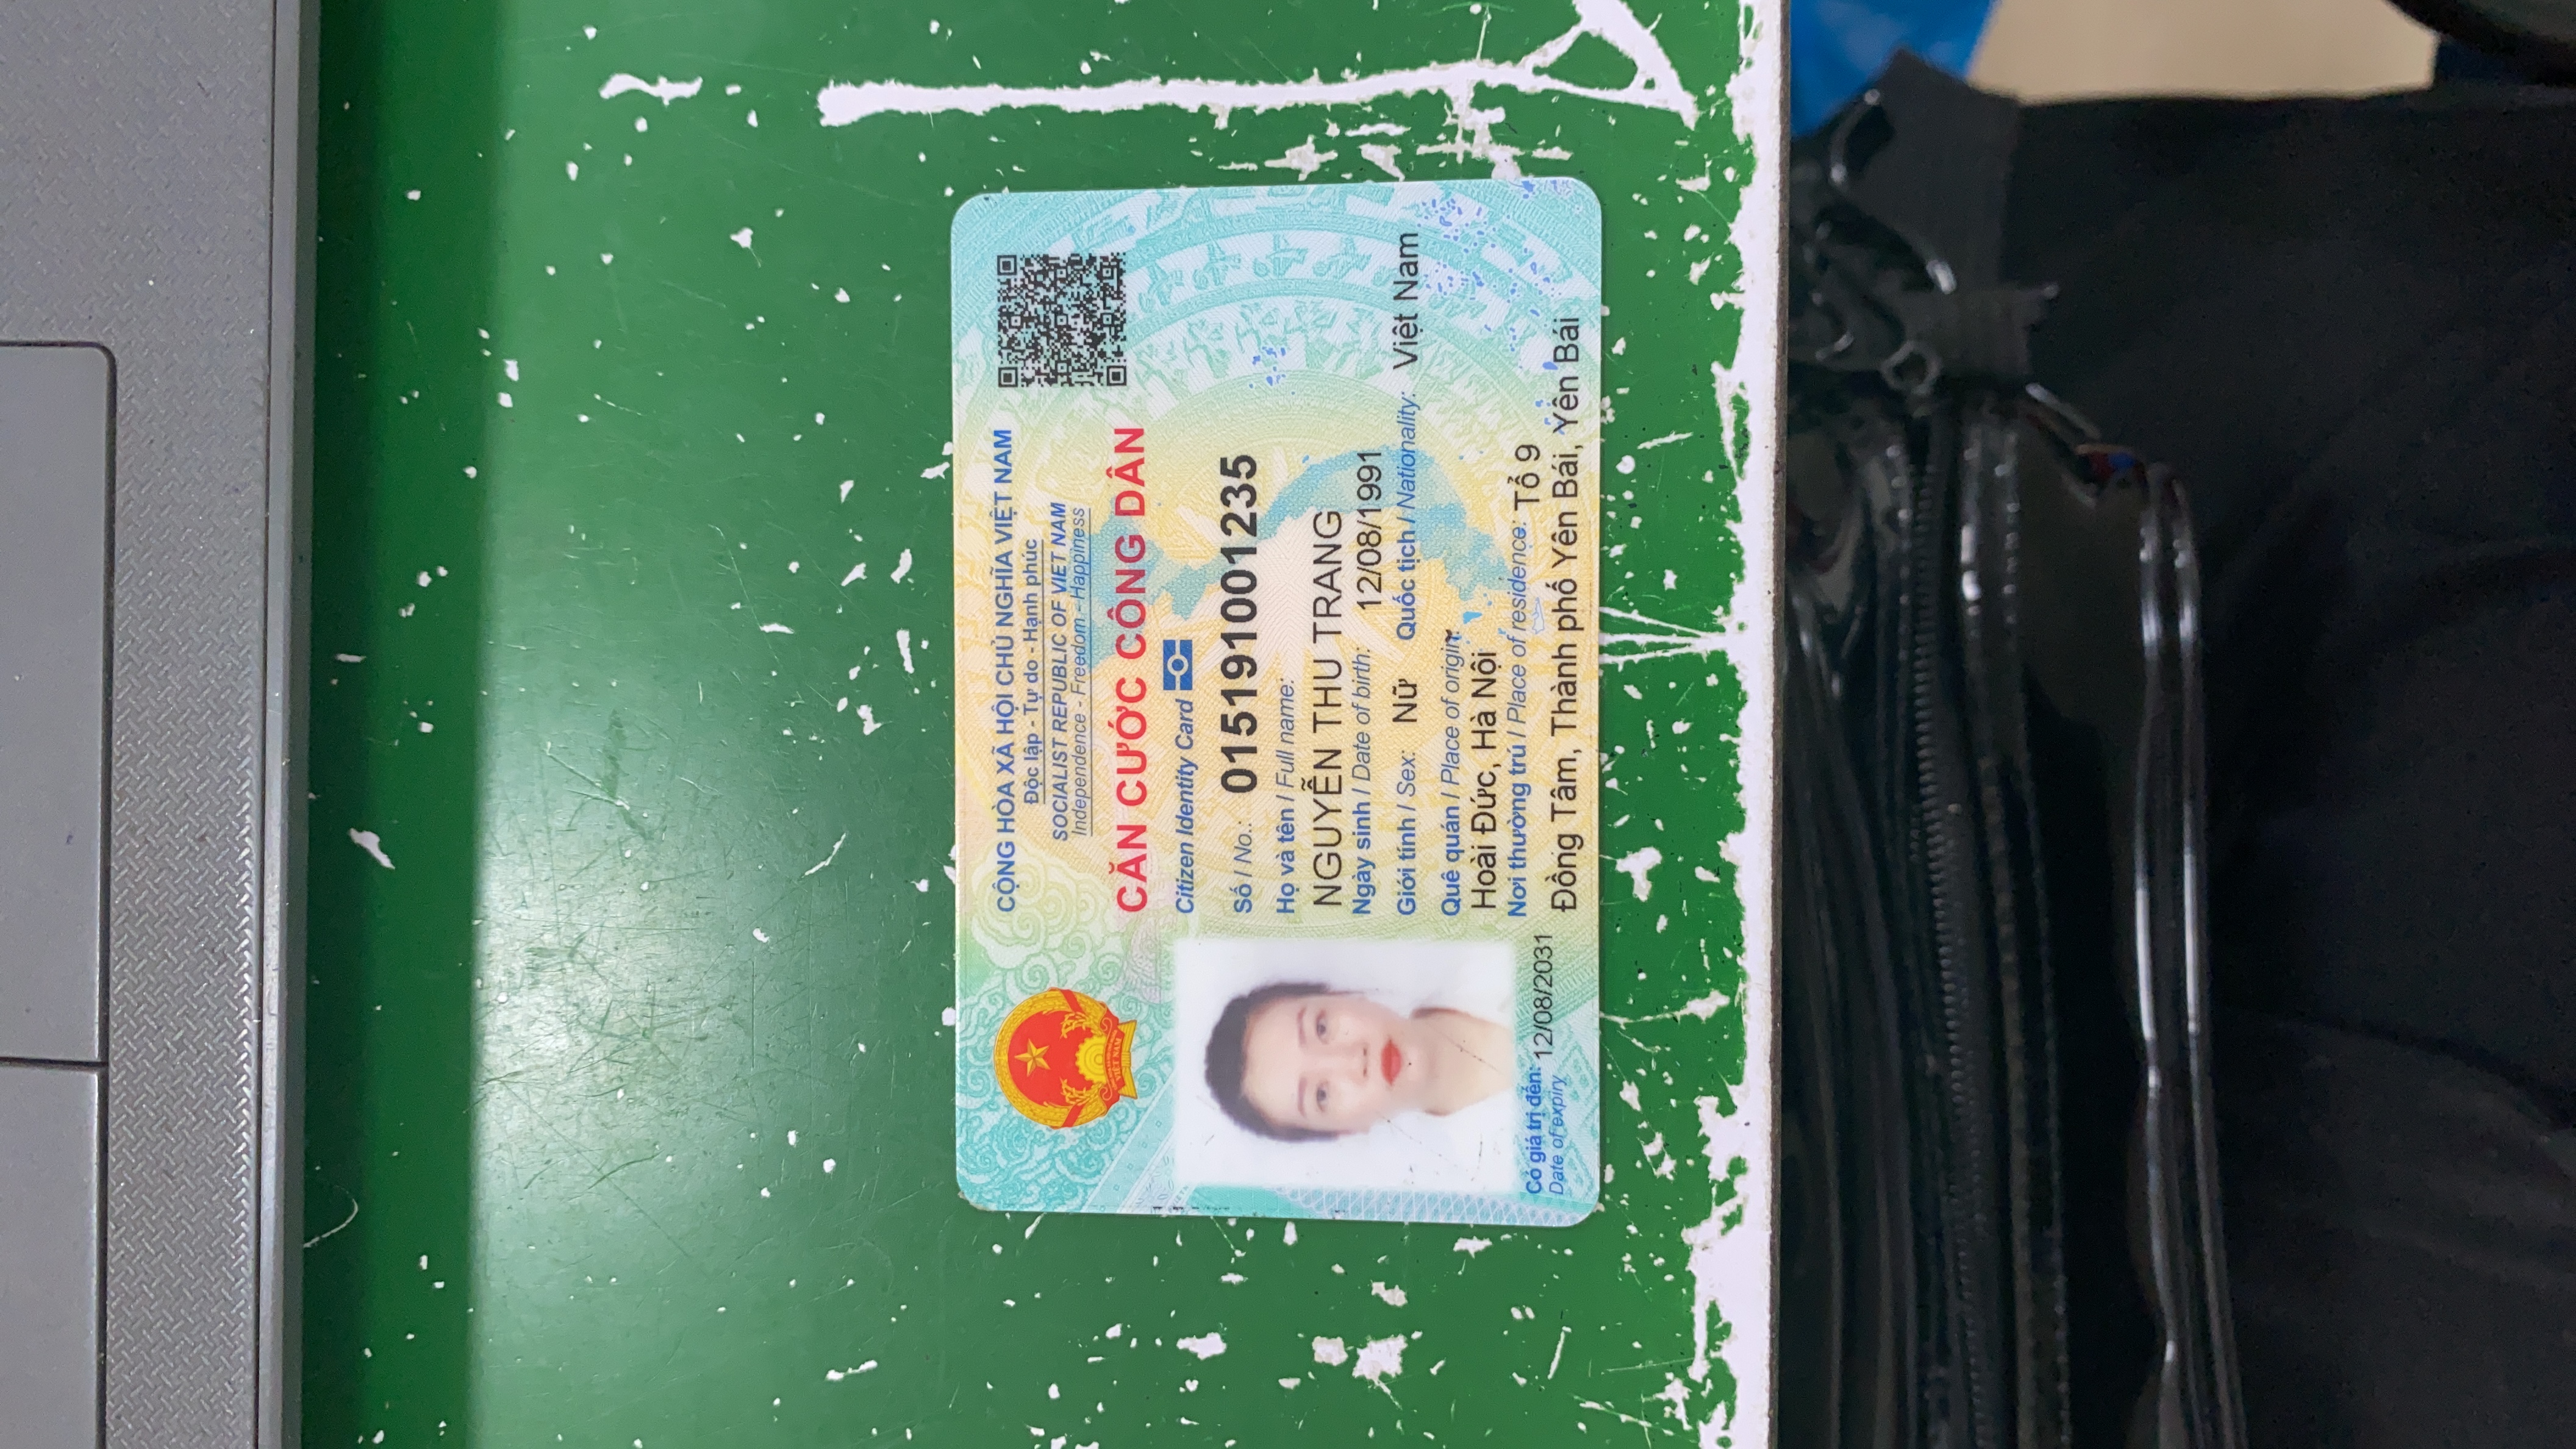 CỘNG HÒA XÃ HỘI CHỦ NGHĨA VIỆT NAM
Độc lập - Tự do - Hạnh phúc
SOCIALIST REPUBLIC OF VIET NAM
Independence - Freedom - Happiness
CĂN CƯỚC CÔNG DÂN
Citizen Identity Card
VIỆT NAM
Số / No.: 015191001235
Họ và tên / Full name:
NGUYỄN THU TRANG
Ngày sinh / Date of birth: 12/08/1991
Giới tính / Sex: Nữ Quốc tịch / Nationality: Việt Nam
Quê quán / Place of origin:
Hoài Đức, Hà Nội
Nơi thường trú / Place of residence: Tổ 9
Đồng Tâm, Thành phố Yên Bái, Yên Bái
Có giá trị đến: 12/08/2031
Date of expiry